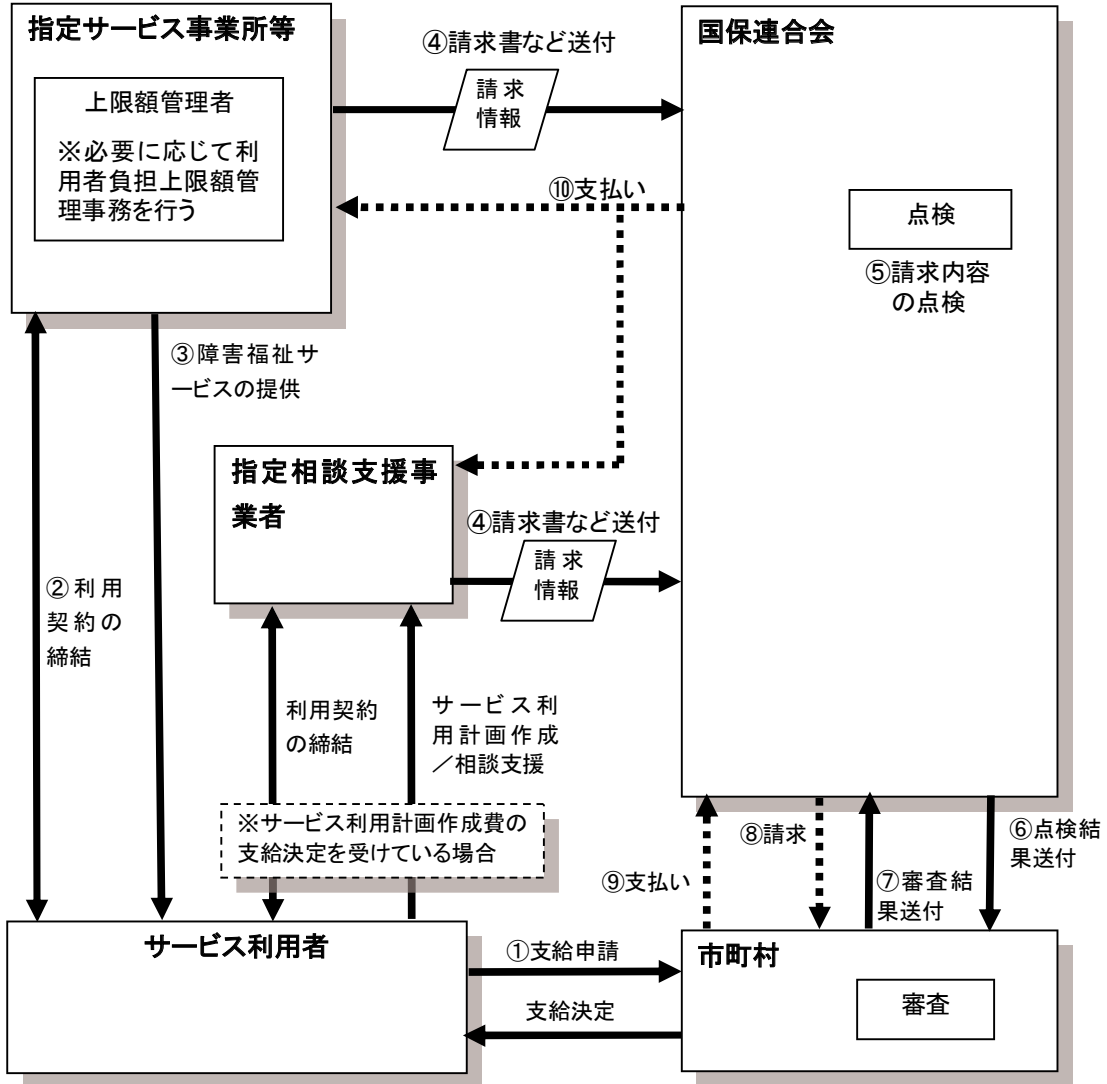 指定サービス事業所等
上限額管理者
※必要に応じて利
用者負担上限額管
理事務を行う
④請求書など送付
請求
情報
国保連合会
⑩支払い
点検
⑤請求内容
の点検
③障害福祉サ
ービスの提供
指定相談支援事
業者
④請求書など送付
請求
情報
②利用
契約の
締結
利用契約
の締結
サービス利
用計画作成
／相談支援
※サービス利用計画作成費の
支給決定を受けている場合
⑨支払い
⑧請求
⑦審査結
果送付
⑥点検結
果送付
サービス利用者
①支給申請
支給決定
市町村
審査